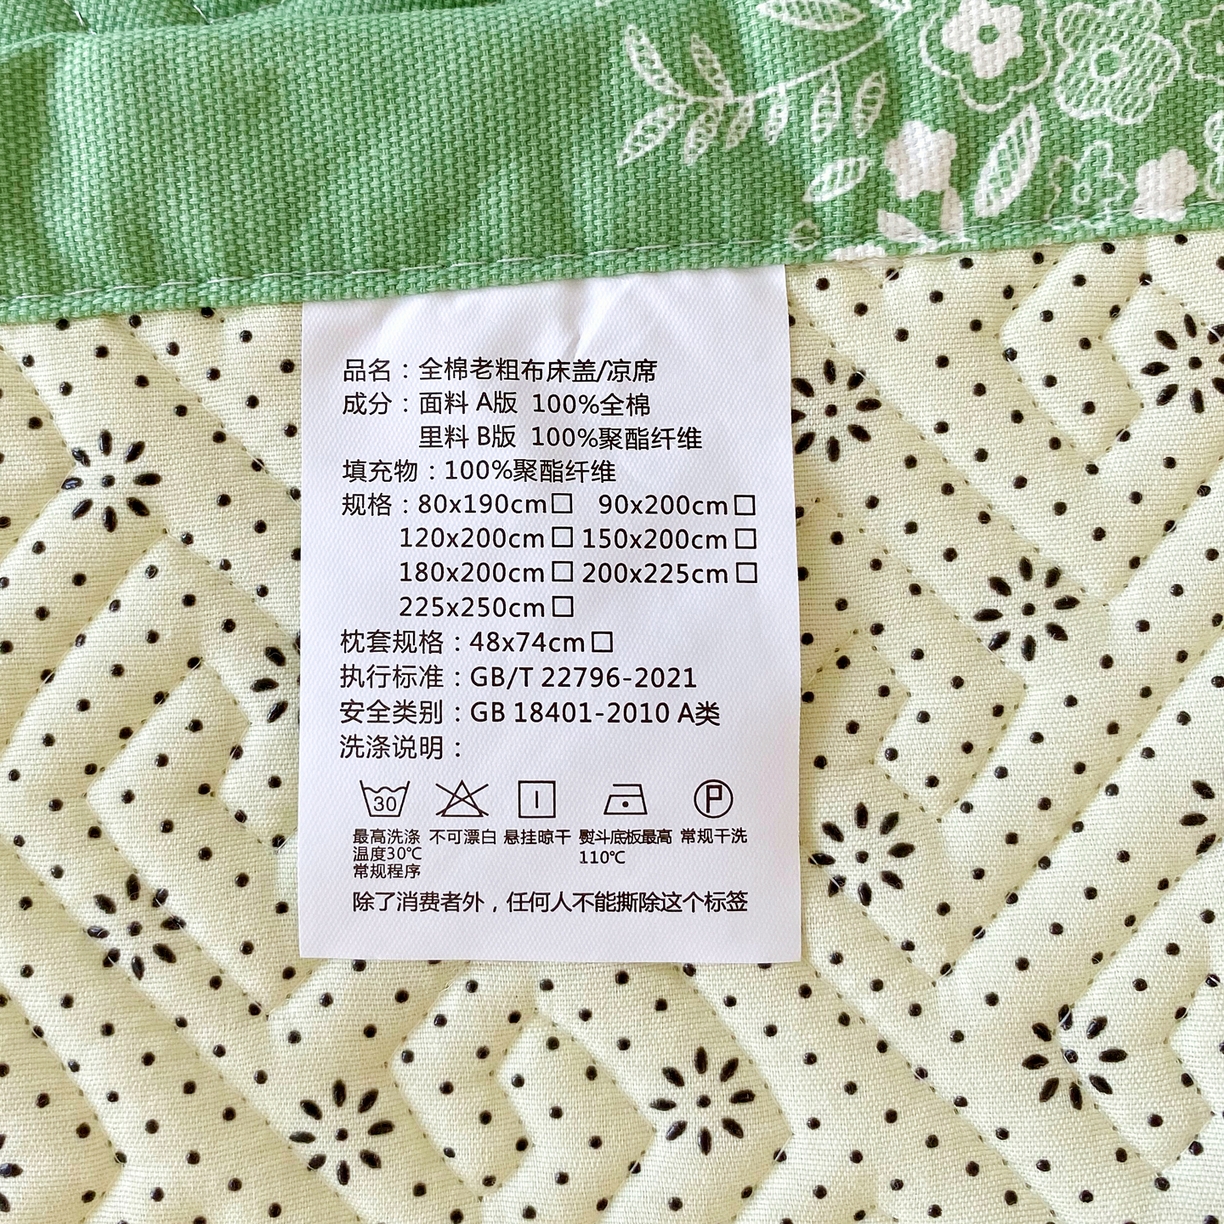 品名：全棉老粗布床盖/凉席
成分：面料 A版 100%全棉
里料 B版 100%聚酯纤维
填充物：100%聚酯纤维
规格：80x190cm□ 90x200cm□
120x200cm□ 150x200cm□
180x200cm□ 200x225cm□
225x250cm□
枕套规格：48x74cm□
执行标准：GB/T 22796-2021
安全类别：GB 18401-2010 A类
洗涤说明：
30 P
最高洗涤 不可漂白 悬挂晾干 熨斗底板最高 常规干洗
温度30℃ 110℃
常规程序
除了消费者外，任何人不能撕除这个标签